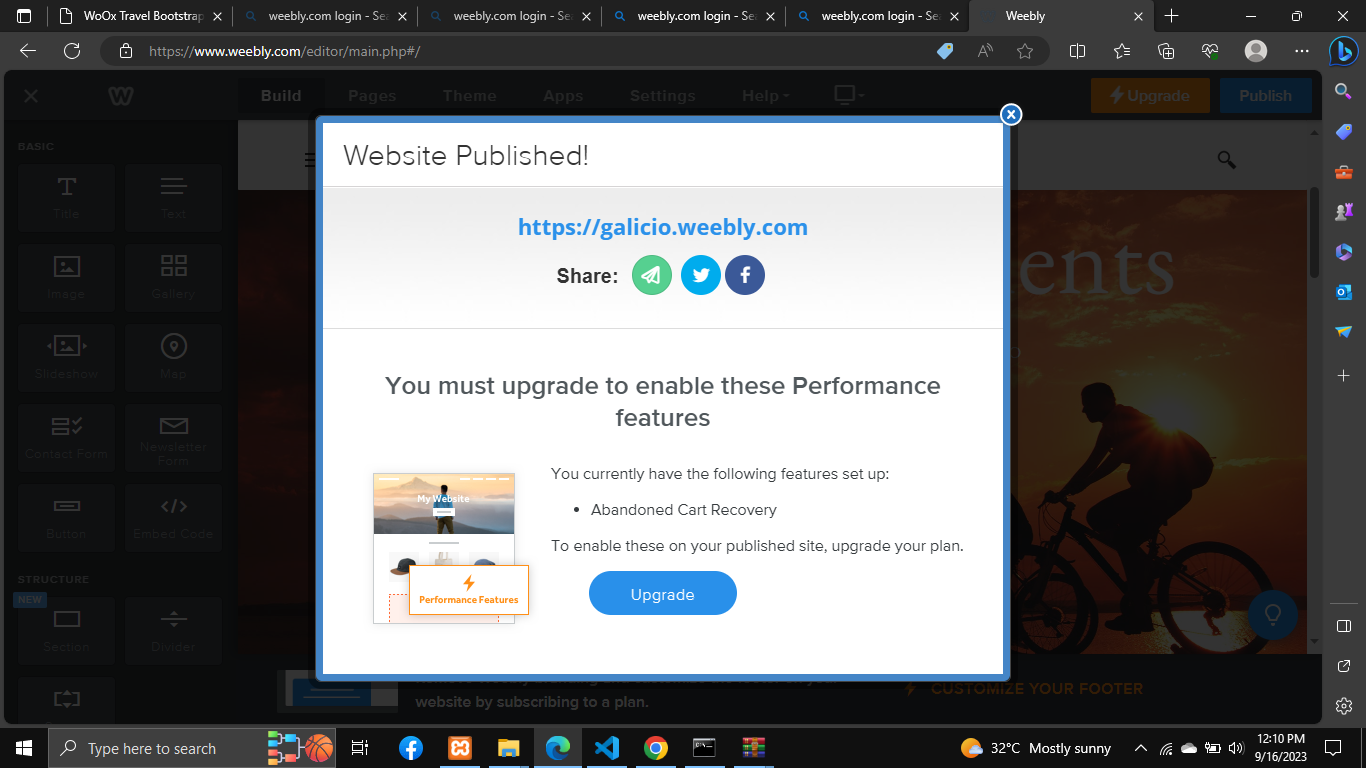 WoOx Travel Bootstrap
weebly.com login - Sea
weebly.com login - Sea
weebly.com login - Sea
weebly.com login - Sea
Weebly
https://www.weebly.com/editor/main.php#/
Build
Pages
Theme
Apps
Settings
Help
Upgrade
Publish
BASIC
Title
Text
Image
Gallery
Slideshow
Map
Contact Form
Newsletter
Form
Button
Embed Code
STRUCTURE
NEW
Section
Divider
Website Published!
https://galicio.weebly.com
Share:
You must upgrade to enable these Performance
features
You currently have the following features set up:
• Abandoned Cart Recovery
To enable these on your published site, upgrade your plan.
Upgrade
My Website
Performance Features
ents
website by subscribing to a plan.
CUSTOMIZE YOUR FOOTER
Type here to search
32°C Mostly sunny
12:10 PM
9/16/2023